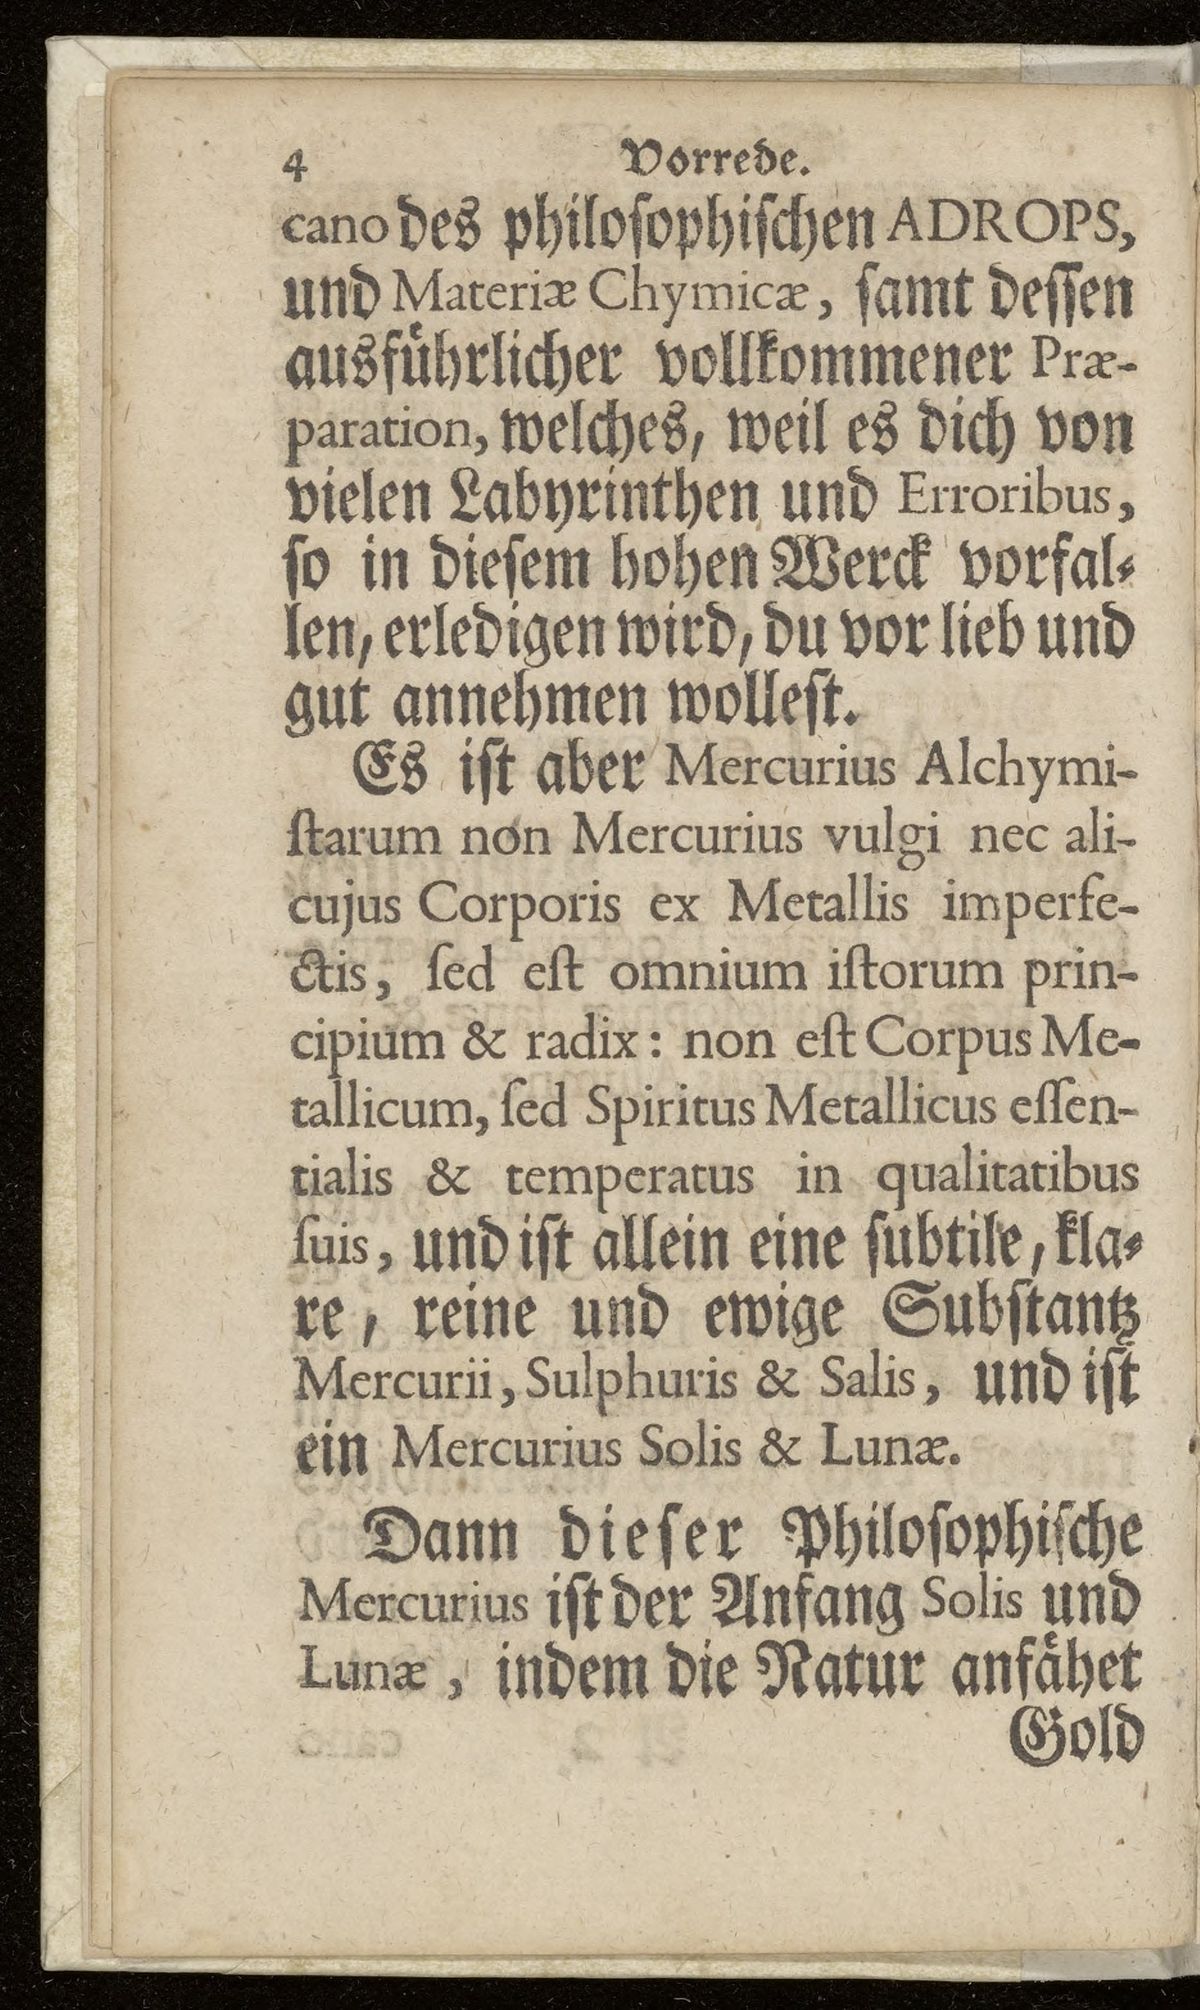 4 Vorrede.
cano des philoſophiſchen ADROPS,
und Materiæ Chymicæ, ſamt deſſen
ausfuͤhrlicher vollkommener Præ-
paration, welches, weil es dich von
vielen Labyrinthen und Erroribus,
ſo in dieſem hohen Werck vorfal⸗
len, erledigen wird, du vor lieb und
gut annehmen wolleſt.
Es iſt aber Mercurius Alchymi-
ſtarum non Mercurius vulgi nec ali-
cujus Corporis ex Metallis imperfe-
ctis, ſed eſt omnium iſtorum prin-
cipium & radix: non eſt Corpus Me-
tallicum, ſed Spiritus Metallicus eſſen-
tialis & temperatus in qualitatibus
ſuis, und iſt allein eine ſubtile, kla⸗
re, reine und ewige Subſtantz
Mercurii, Sulphuris & Salis, und iſt
ein Mercurius Solis & Lunæ.
Dann dieſer Philoſophiſche
Mercurius iſt der Anfang Solis und
Lunæ, indem die Natur anfaͤhet
Gold